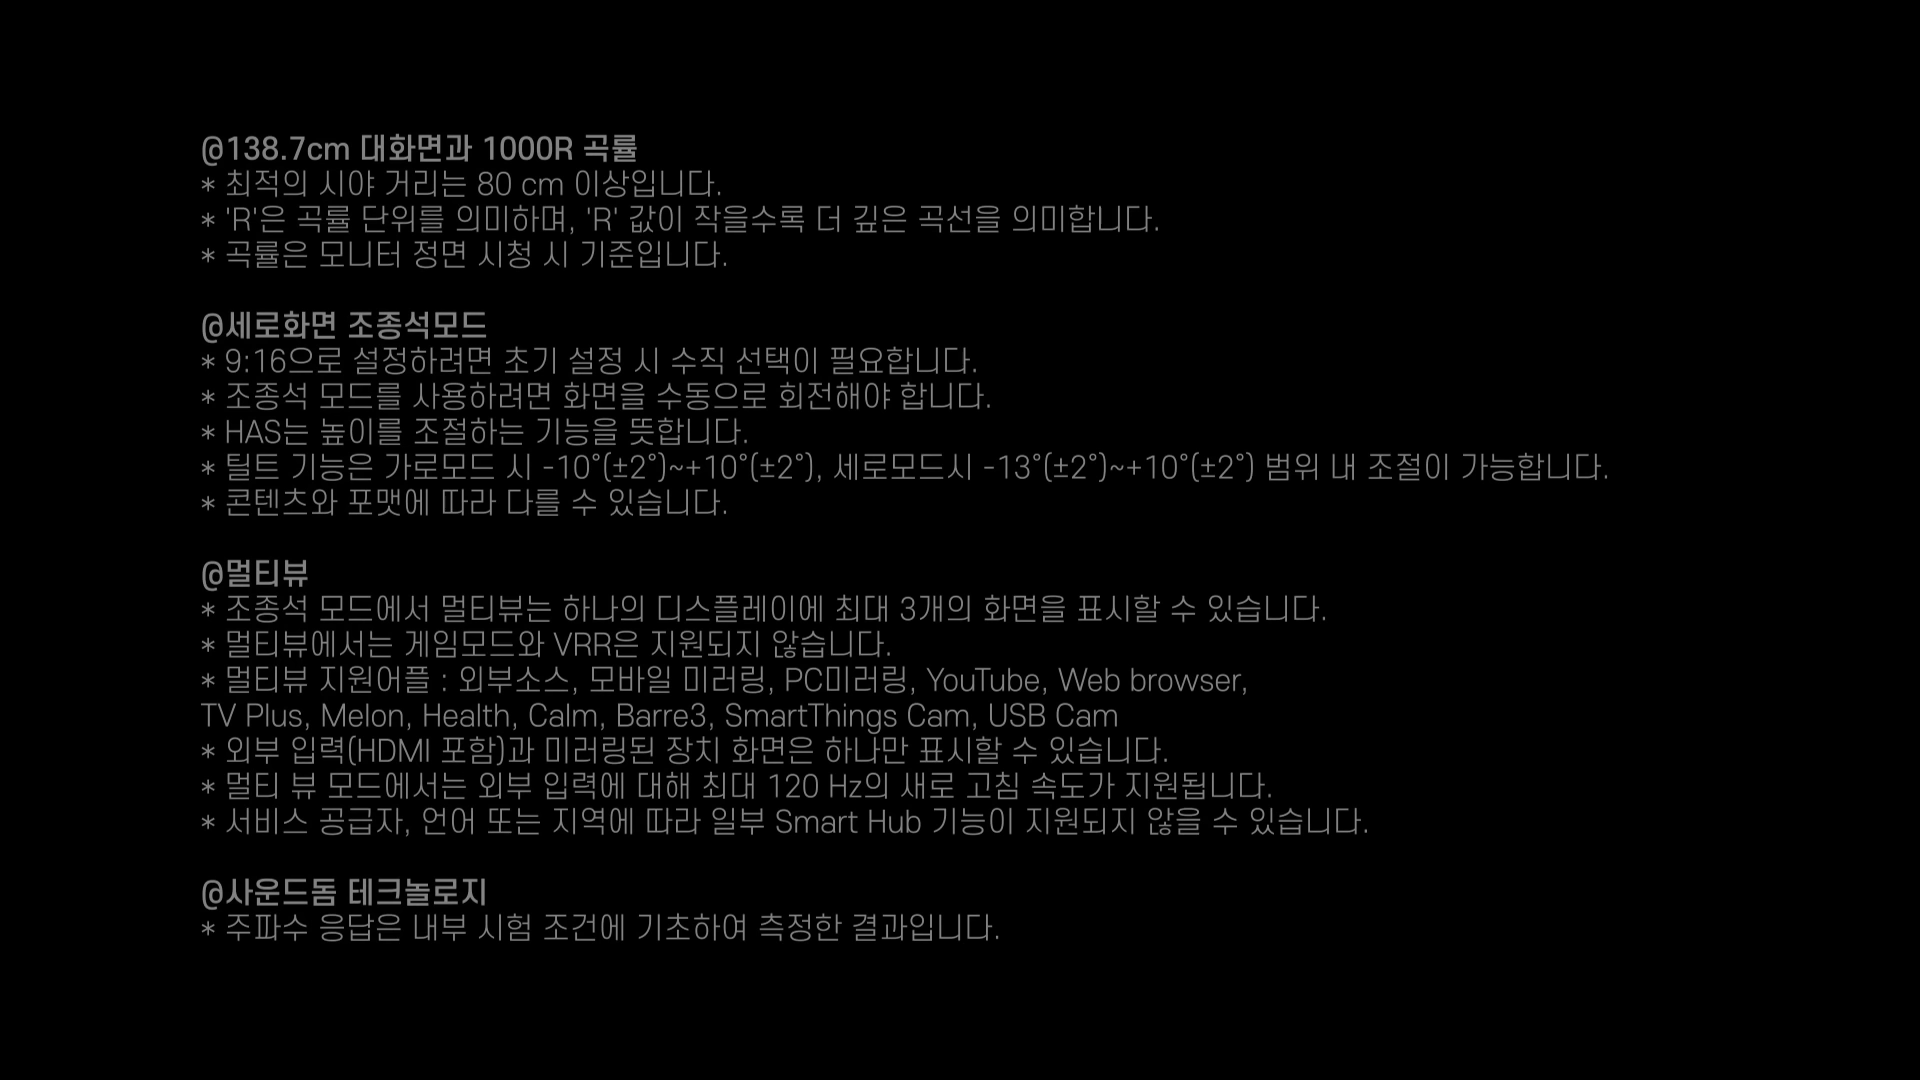 @138.7cm 대화면과 1000R 곡률
* 최적의 시야 거리는 80 cm 이상입니다.
* 'R'은 곡률 단위를 의미하며, 'R' 값이 작을수록 더 깊은 곡선을 의미합니다.
* 곡률은 모니터 정면 시청 시 기준입니다.
@세로화면 조종석모드
* 9:16으로 설정하려면 초기 설정 시 수직 선택이 필요합니다.
* 조종석 모드를 사용하려면 화면을 수동으로 회전해야 합니다.
* HAS는 높이를 조절하는 기능을 뜻합니다.
* 틸트 기능은 가로모드 시 -10°(±2°)~+10°(±2°), 세로모드시 -13°(±2°)~+10°(±2°) 범위 내 조절이 가능합니다.
* 콘텐츠와 포맷에 따라 다를 수 있습니다.
@멀티뷰
* 조종석 모드에서 멀티뷰는 하나의 디스플레이에 최대 3개의 화면을 표시할 수 있습니다.
* 멀티뷰에서는 게임모드와 VRR은 지원되지 않습니다.
* 멀티뷰 지원어플 : 외부소스, 모바일 미러링, PC미러링, YouTube, Web browser,
TV Plus, Melon, Health, Calm, Barre3, SmartThings Cam, USB Cam
* 외부 입력(HDMI 포함)과 미러링된 장치 화면은 하나만 표시할 수 있습니다.
* 멀티 뷰 모드에서는 외부 입력에 대해 최대 120 Hz의 새로 고침 속도가 지원됩니다.
* 서비스 공급자, 언어 또는 지역에 따라 일부 Smart Hub 기능이 지원되지 않을 수 있습니다.
@사운드돔 테크놀로지
* 주파수 응답은 내부 시험 조건에 기초하여 측정한 결과입니다.